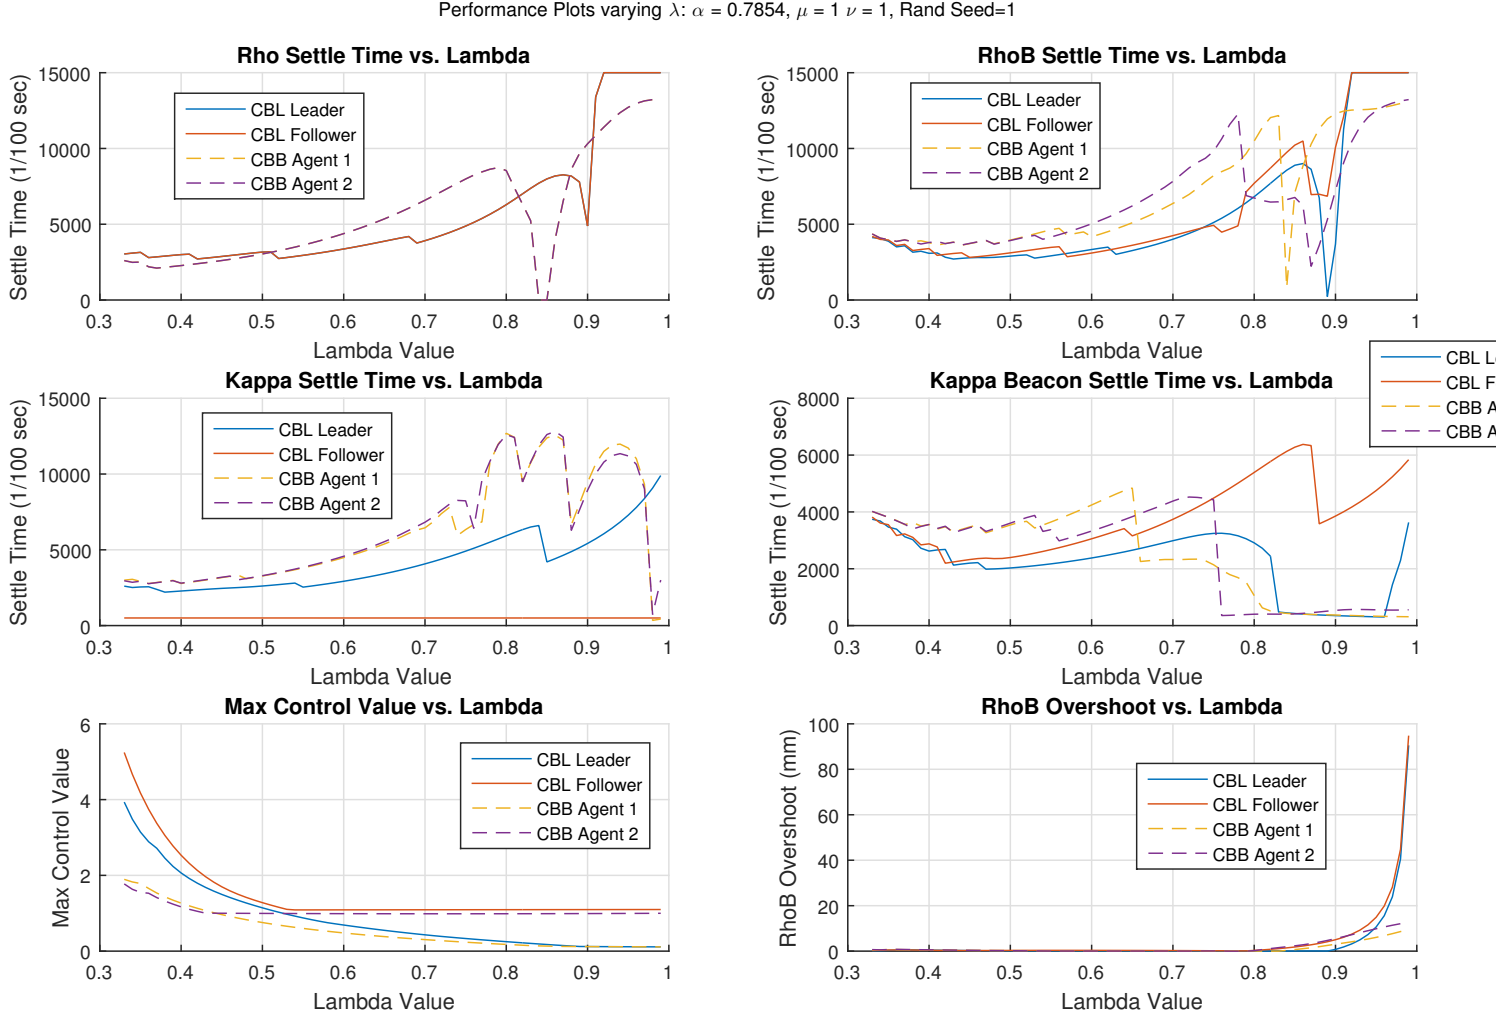 Performance Plots varying λ: α = 0.7854, μ = 1 ν = 1, Rand Seed=1
Rho Settle Time vs. Lambda
Settle Time (1/100 sec)
15000
10000
5000
0
CBL Leader
CBL Follower
CBB Agent 1
CBB Agent 2
0.3 0.4 0.5 0.6 0.7 0.8 0.9 1
Lambda Value
RhoB Settle Time vs. Lambda
Settle Time (1/100 sec)
15000
10000
5000
0
CBL Leader
CBL Follower
CBB Agent 1
CBB Agent 2
0.3 0.4 0.5 0.6 0.7 0.8 0.9 1
Lambda Value
Kappa Settle Time vs. Lambda
Settle Time (1/100 sec)
15000
10000
5000
0
CBL Leader
CBL Follower
CBB Agent 1
CBB Agent 2
0.3 0.4 0.5 0.6 0.7 0.8 0.9 1
Lambda Value
Kappa Beacon Settle Time vs. Lambda
Settle Time (1/100 sec)
8000
6000
4000
2000
0
CBL L
CBL F
CBB A
CBB A
0.3 0.4 0.5 0.6 0.7 0.8 0.9 1
Lambda Value
Max Control Value vs. Lambda
Max Control Value
6
4
2
0
CBL Leader
CBL Follower
CBB Agent 1
CBB Agent 2
0.3 0.4 0.5 0.6 0.7 0.8 0.9 1
Lambda Value
RhoB Overshoot vs. Lambda
RhoB Overshoot (mm)
100
80
60
40
20
0
CBL Leader
CBL Follower
CBB Agent 1
CBB Agent 2
0.3 0.4 0.5 0.6 0.7 0.8 0.9 1
Lambda Value